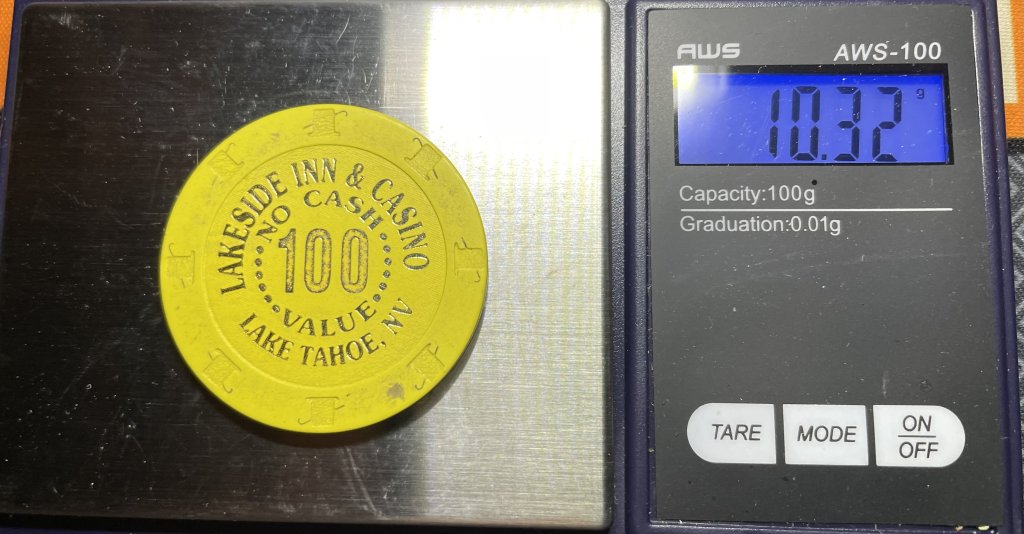 LAKESIDE INN & CASINO
NO CASH
100
VALUE
LAKE TAHOE, NV
AWS
AWS-100
10.32 g
Capacity:100g
Graduation:0.01g
TARE
MODE
ON
OFF